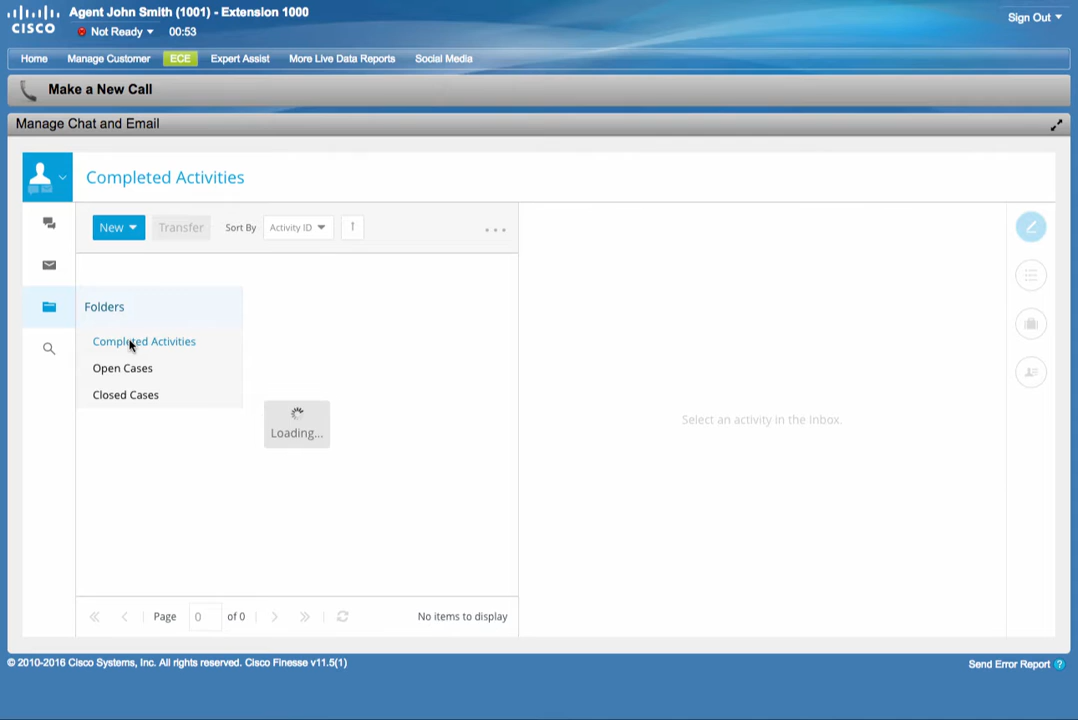 Agent John Smith (1001) - Extension 1000
CISCO
Not Ready 00:53
Sign Out
Home Manage Customer ECE Expert Assist More Live Data Reports Social Media
Make a New Call
Manage Chat and Email
Completed Activities
New Transfer Sort By Activity ID
Folders
Completed Activities
Open Cases
Closed Cases
Loading...
Select an activity in the Inbox.
Page 0 of 0 No items to display
© 2010-2016 Cisco Systems, Inc. All rights reserved. Cisco Finesse v11.5(1)
Send Error Report ?